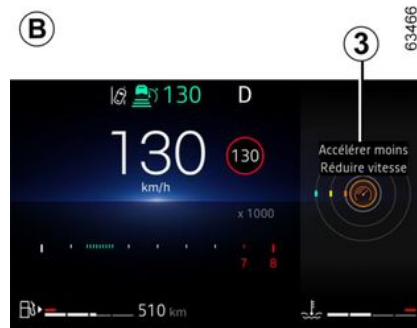 B
3
63466
130
D
130
km/h
130
Accélérer moins
Réduire vitesse
x 1000
7
8
510 km